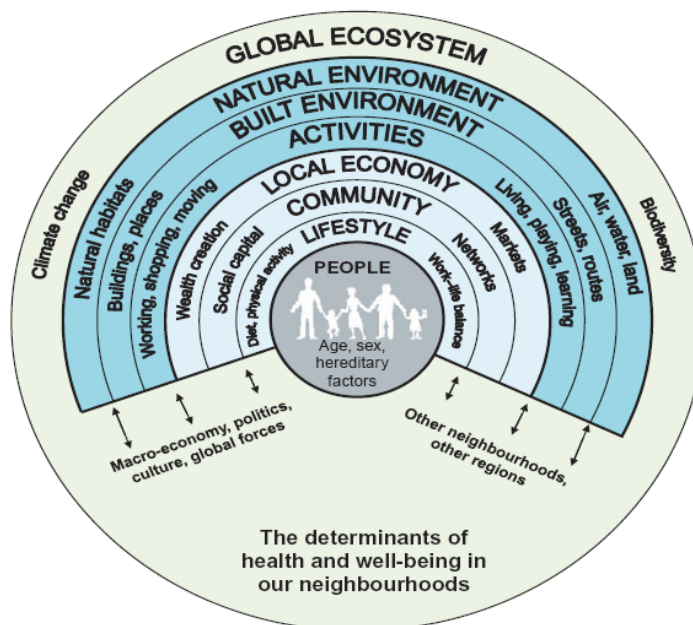 GLOBAL ECOSYSTEM
NATURAL ENVIRONMENT
BUILT ENVIRONMENT
ACTIVITIES
LOCAL ECONOMY
COMMUNITY
LIFESTYLE
PEOPLE
Age, sex,
hereditary
factors
Climate change
Natural habitats
Buildings, places
Working, shopping, moving
Wealth creation
Social capital
Diet, physical activity
Work-life balance
Networks
Markets
Living, playing, learning
Streets, routes
Air, water, land
Biodiversity
Macro-economy, politics,
culture, global forces
Other neighbourhoods,
other regions
The determinants of
health and well-being in
our neighbourhoods